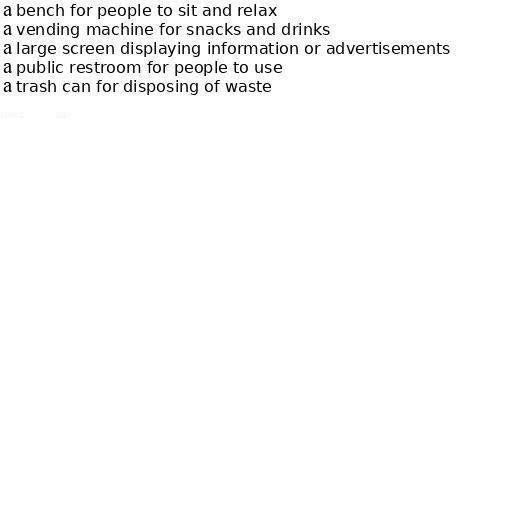 a bench for people to sit and relax
a vending machine for snacks and drinks
a large screen displaying information or advertisements
a public restroom for people to use
a trash can for disposing of waste